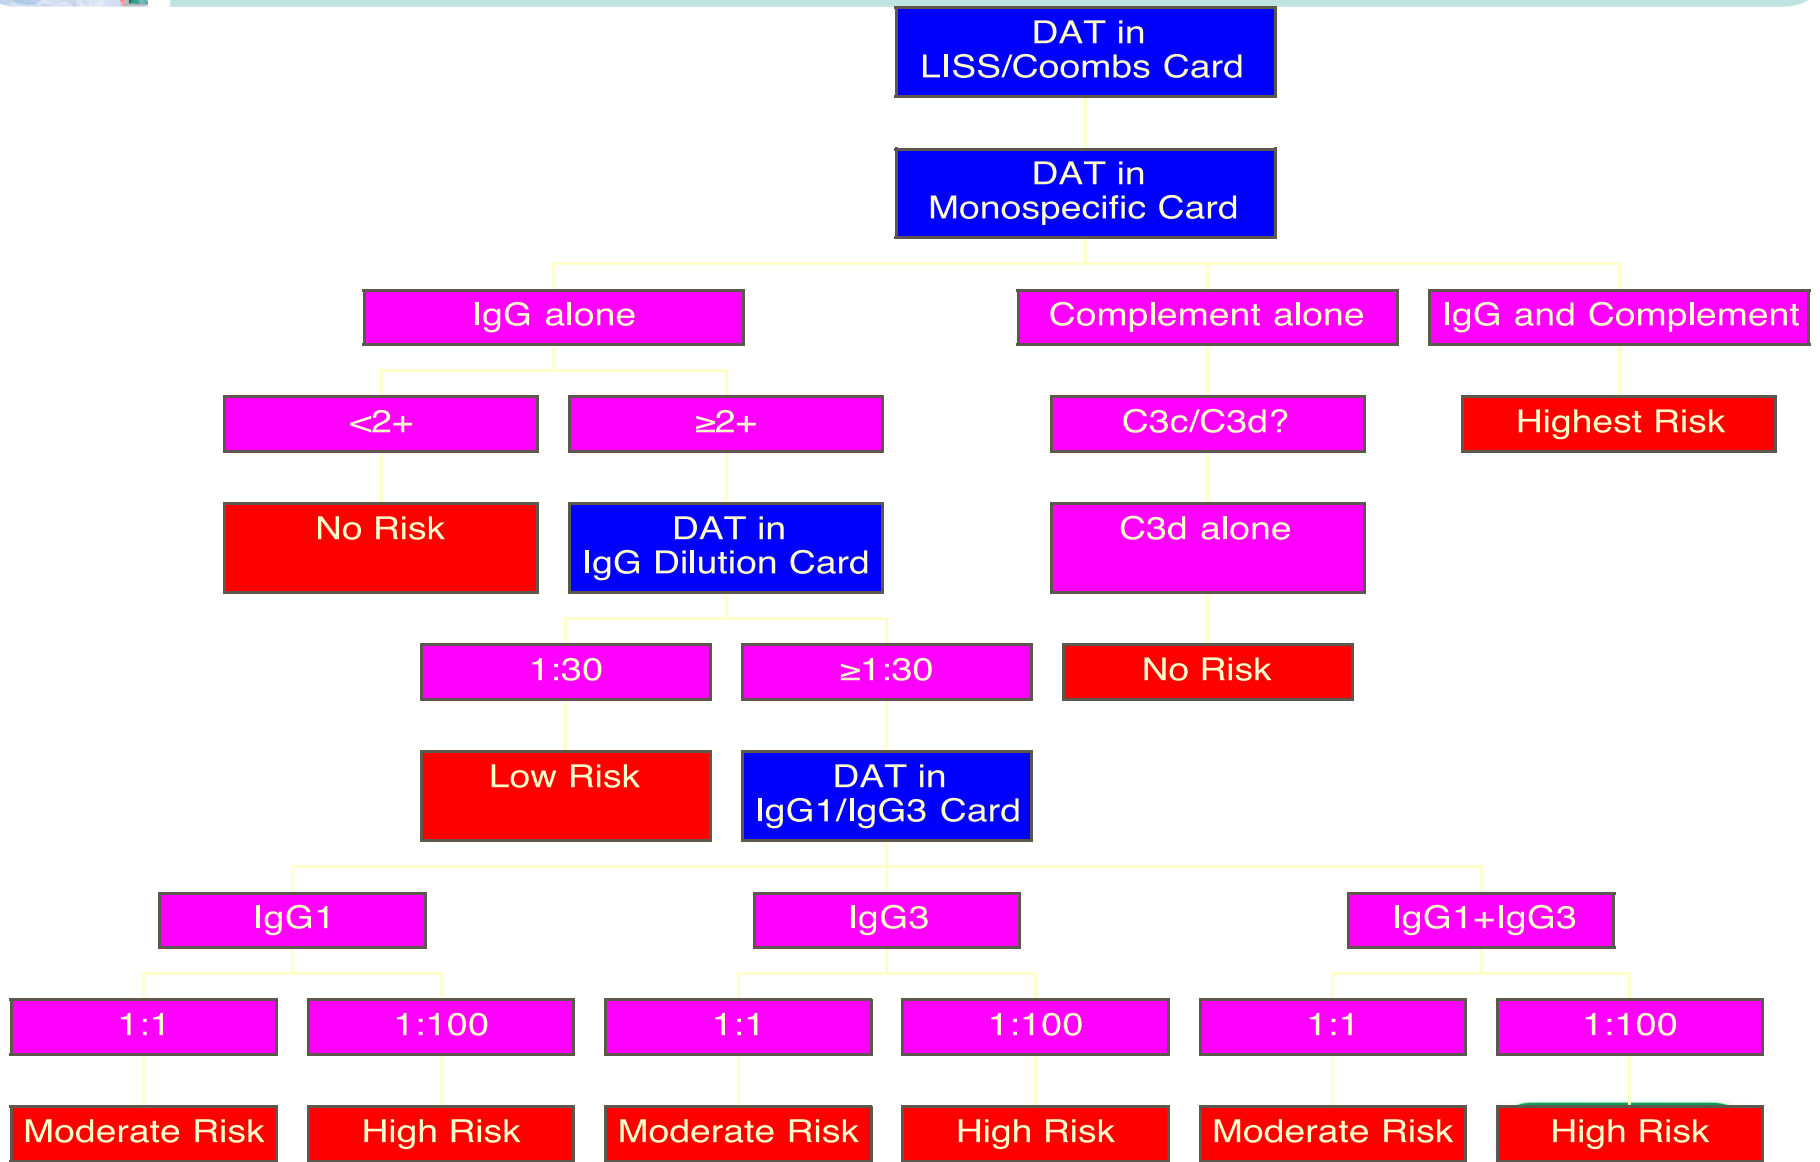 DAT in
LISS/Coombs Card
DAT in
Monospecific Card
IgG alone
Complement alone
IgG and Complement
<2+
≥2+
C3c/C3d?
Highest Risk
No Risk
DAT in
IgG Dilution Card
C3d alone
1:30
≥1:30
No Risk
Low Risk
DAT in
IgG1/IgG3 Card
IgG1
IgG3
IgG1+IgG3
1:1
1:100
1:1
1:100
1:1
1:100
Moderate Risk
High Risk
Moderate Risk
High Risk
Moderate Risk
High Risk